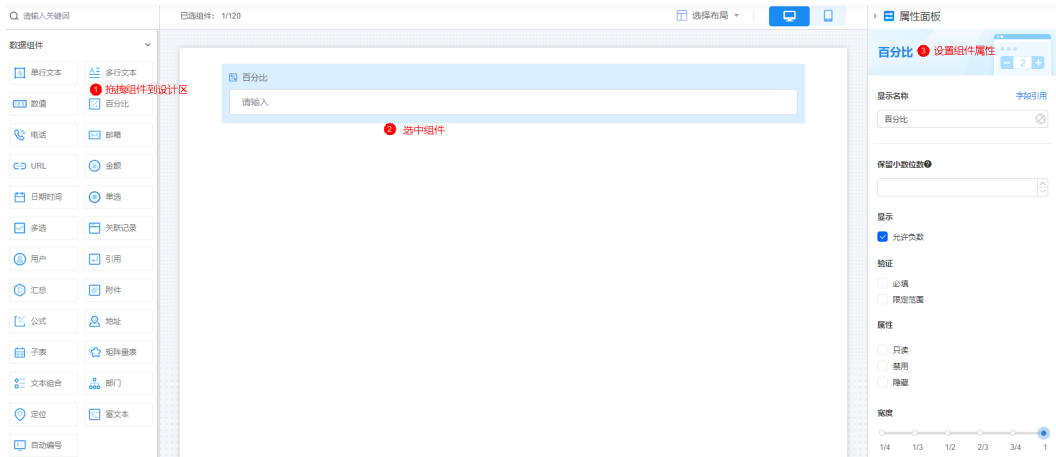 请输入关键词
已选组件: 1/120
选择布局
属性面板
数据组件
单行文本
多行文本
1 拖拽组件到设计区
数值
百分比
电话
邮箱
URL
金额
日期时间
单选
多选
关联记录
用户
引用
汇总
附件
公式
地址
子表
矩阵量表
文本组合
部门
定位
富文本
自动编号
百分比
请输入
2 选中组件
百分比 3 设置组件属性
2
显示名称 字段引用
百分比
保留小数位数
显示
允许负数
验证
必填
限定范围
属性
只读
禁用
隐藏
宽度
1/4 1/3 1/2 2/3 3/4 1